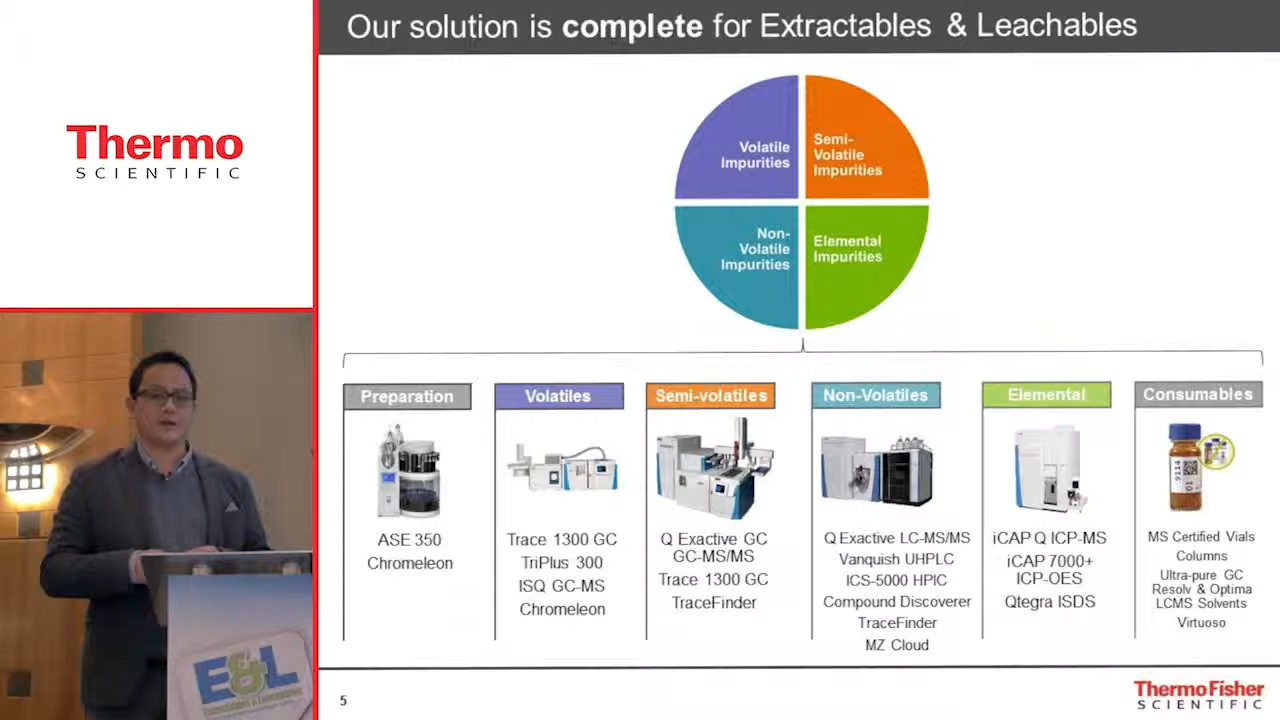 Our solution is complete for Extractables & Leachables
Thermo
SCIENTIFIC
Volatile
Impurities
Semi-
Volatile
Impurities
Non-
Volatile
Impurities
Elemental
Impurities
Preparation
ASE 350
Chromeleon
Volatiles
Trace 1300 GC
TriPlus 300
ISQ GC-MS
Chromeleon
Semi-volatiles
Q Exactive GC
GC-MS/MS
Trace 1300 GC
TraceFinder
Non-Volatiles
Q Exactive LC-MS/MS
Vanquish UHPLC
ICS-5000 HPIC
Compound Discoverer
TraceFinder
MZ Cloud
Elemental
iCAP Q ICP-MS
iCAP 7000+
ICP-OES
Qtegra ISDS
Consumables
9114
01
MS Certified Vials
Columns
Ultra-pure GC
Resolv & Optima
LCMS Solvents
Virtuoso
E&L
5
ThermoFisher
SCIENTIFIC